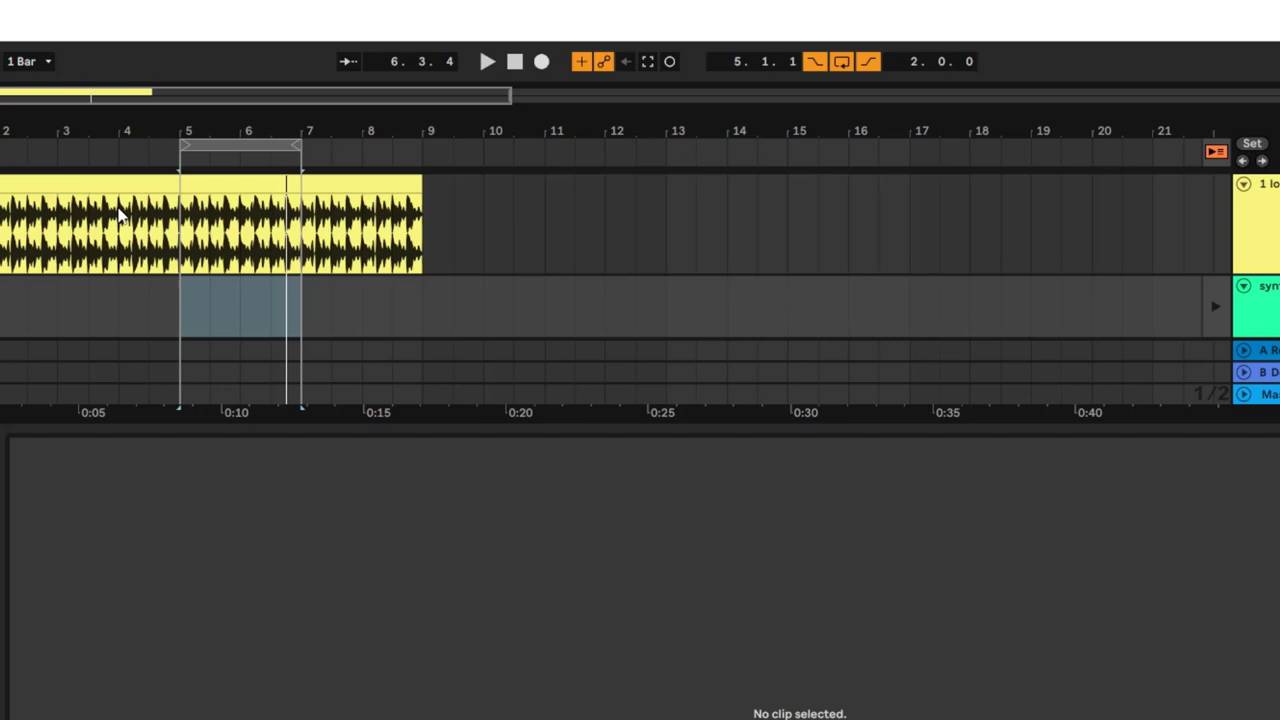 1 Bar 6. 3. 4 5. 1. 1 2. 0. 0
2 3 4 5 6 7 8 9 10 11 12 13 14 15 16 17 18 19 20 21
Set
1 lo
syn
A R
B D
1/2 Ma
0:05 0:10 0:15 0:20 0:25 0:30 0:35 0:40
No clip selected.